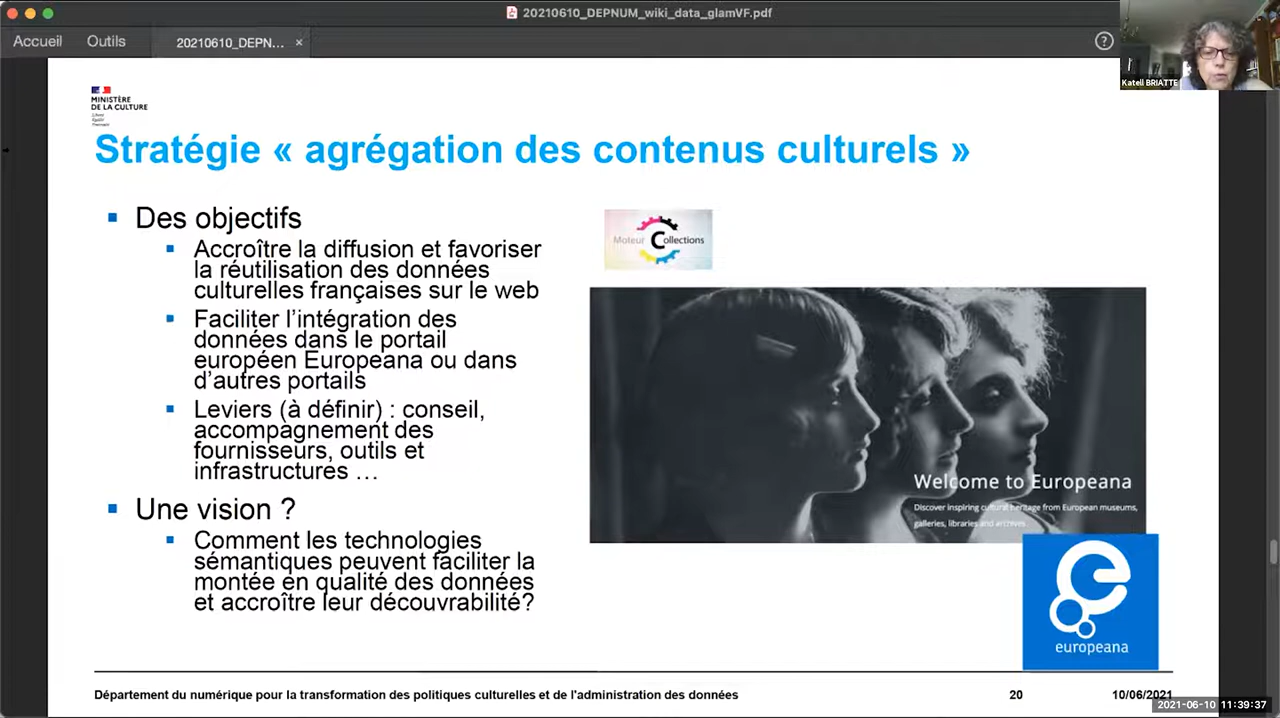 20210610_DEPNUM_wiki_data_glamVF.pdf
Accueil
Outils
20210610_DEPN... ×
?
Katell BRIATTE
MINISTÈRE
DE LA CULTURE
Liberté
Égalité
Fraternité
Stratégie « agrégation des contenus culturels »
Des objectifs
Accroître la diffusion et favoriser
la réutilisation des données
culturelles françaises sur le web
Faciliter l’intégration des
données dans le portail
européen Europeana ou dans
d’autres portails
Leviers (à définir) : conseil,
accompagnement des
fournisseurs, outils et
infrastructures …
Une vision ?
Comment les technologies
sémantiques peuvent faciliter la
montée en qualité des données
et accroître leur découvrabilité?
Moteur Collections
Welcome to Europeana
Discover inspiring cultural heritage from European museums,
galleries, libraries and archives
europeana
Département du numérique pour la transformation des politiques culturelles et de l'administration des données
20
10/06/2021
2021-06-10 11:39:37